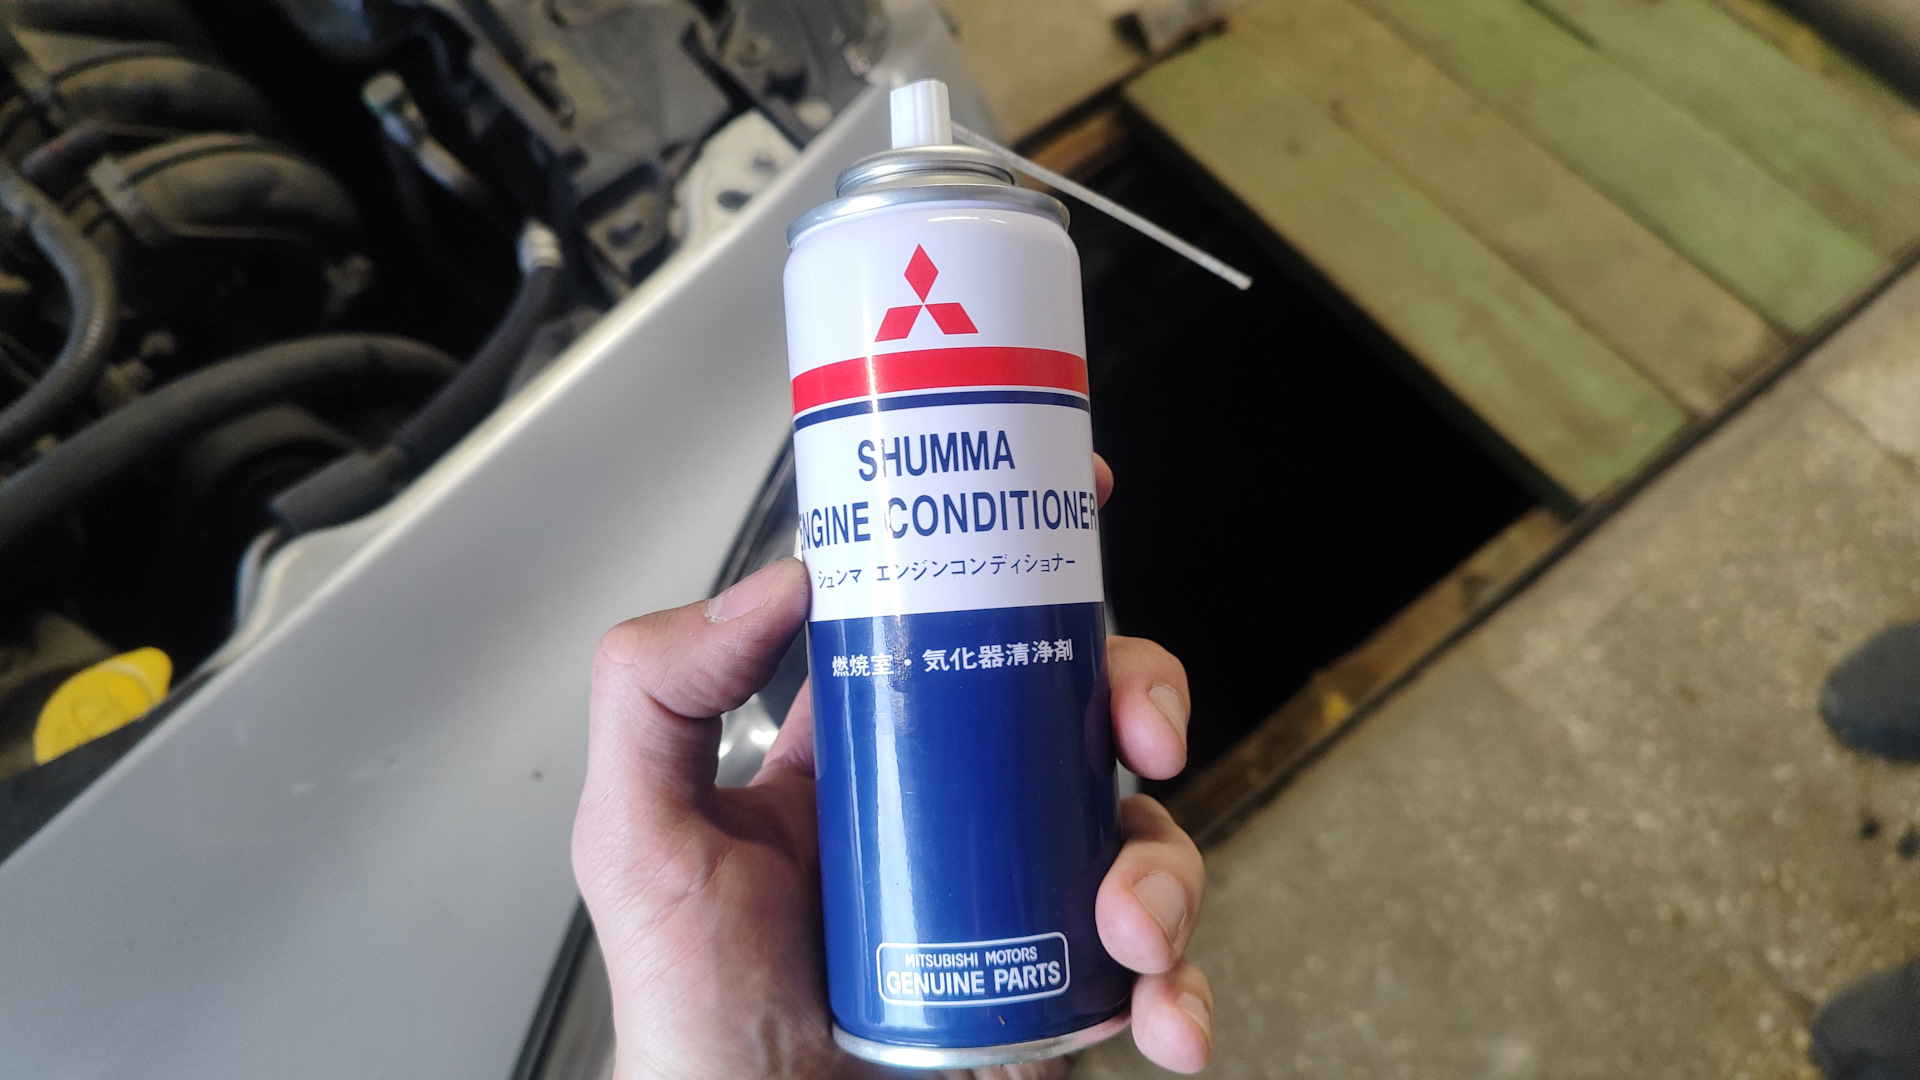 SHUMMA
ENGINE CONDITIONER
シュンマ エンジンコンディショナー
燃焼室・気化器清浄剤
MITSUBISHI MOTORS
GENUINE PARTS